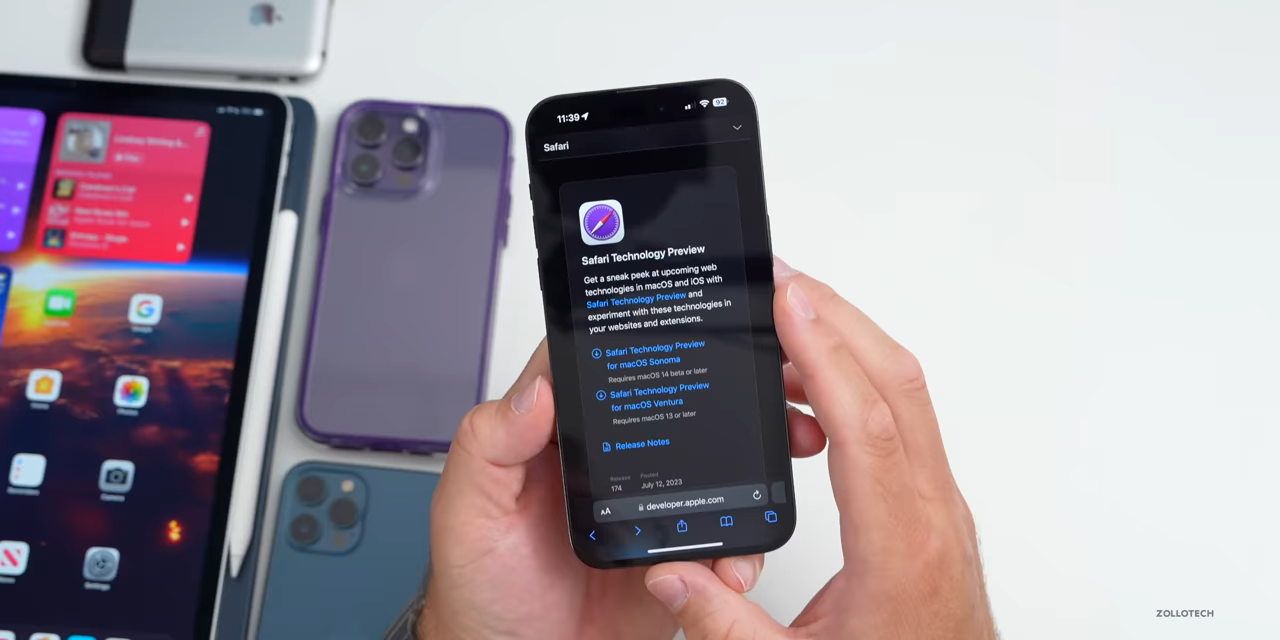 11:39
92
Safari
Safari Technology Preview
Get a sneak peek at upcoming web
technologies in macOS and iOS with
Safari Technology Preview and
experiment with these technologies in
your websites and extensions.
Safari Technology Preview
for macOS Sonoma
Requires macOS 14 beta or later
Safari Technology Preview
for macOS Ventura
Requires macOS 13 or later
Release Notes
Release Posted
174 July 12, 2023
AA developer.apple.com
Photos
Camera
Settings
ZOLLOTECH